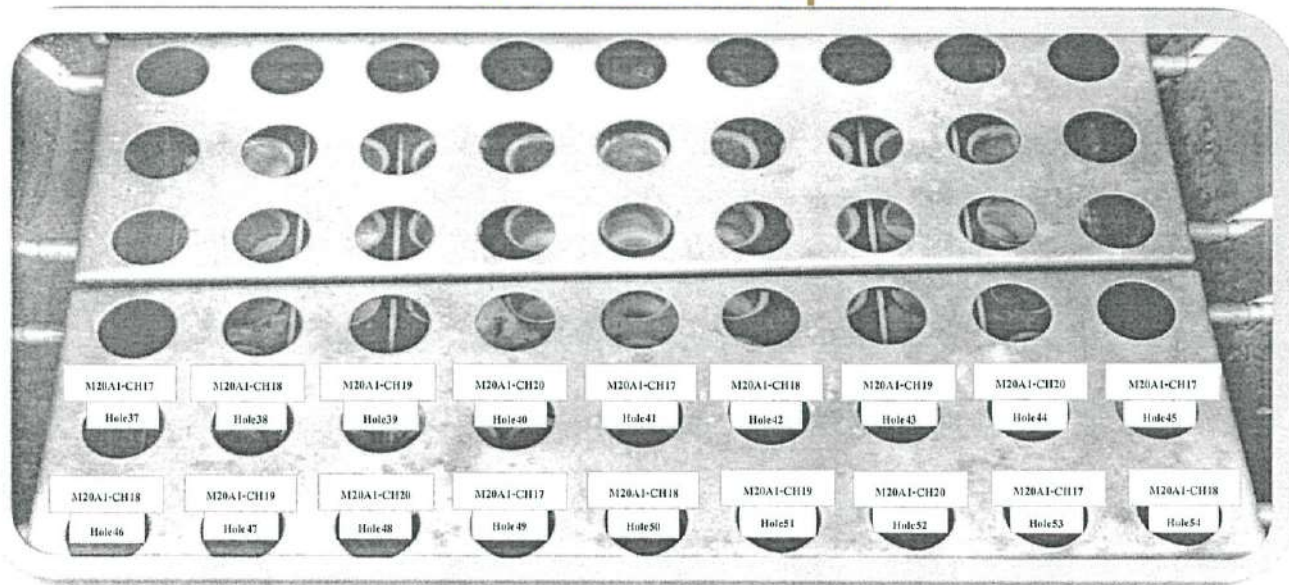 M20A1-CH17 M20A1-CH18 M20A1-CH19 M20A1-CH20 M20A1-CH17 M20A1-CH18 M20A1-CH19 M20A1-CH20 M20A1-CH17
Hole37 Hole38 Hole39 Hole40 Hole41 Hole42 Hole43 Hole44 Hole45
M20A1-CH18 M20A1-CH19 M20A1-CH20 M20A1-CH17 M20A1-CH18 M20A1-CH19 M20A1-CH20 M20A1-CH17 M20A1-CH18
Hole46 Hole47 Hole48 Hole49 Hole50 Hole51 Hole52 Hole53 Hole54